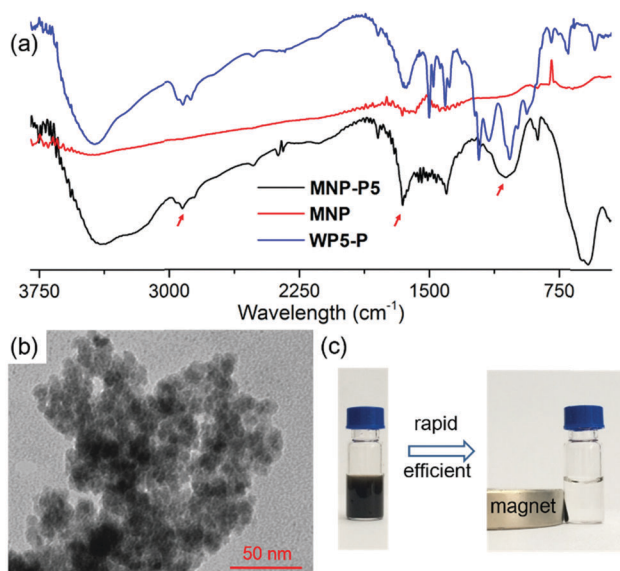 (a)
MNP-P5
MNP
WP5-P
3750 3000 2250 1500 750
Wavelength (cm⁻¹)
(b)
50 nm
(c)
rapid
efficient
magnet